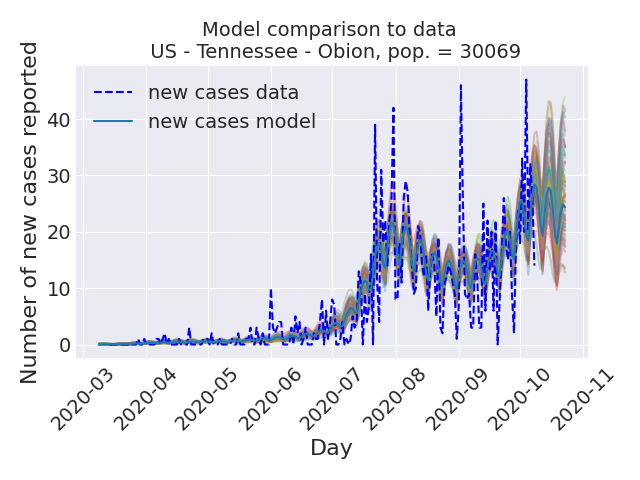 Model comparison to data
US - Tennessee - Obion, pop. = 30069
Number of new cases reported
new cases data
new cases model
40
30
20
10
0
2020-03
2020-04
2020-05
2020-06
2020-07
2020-08
2020-09
2020-10
2020-11
Day